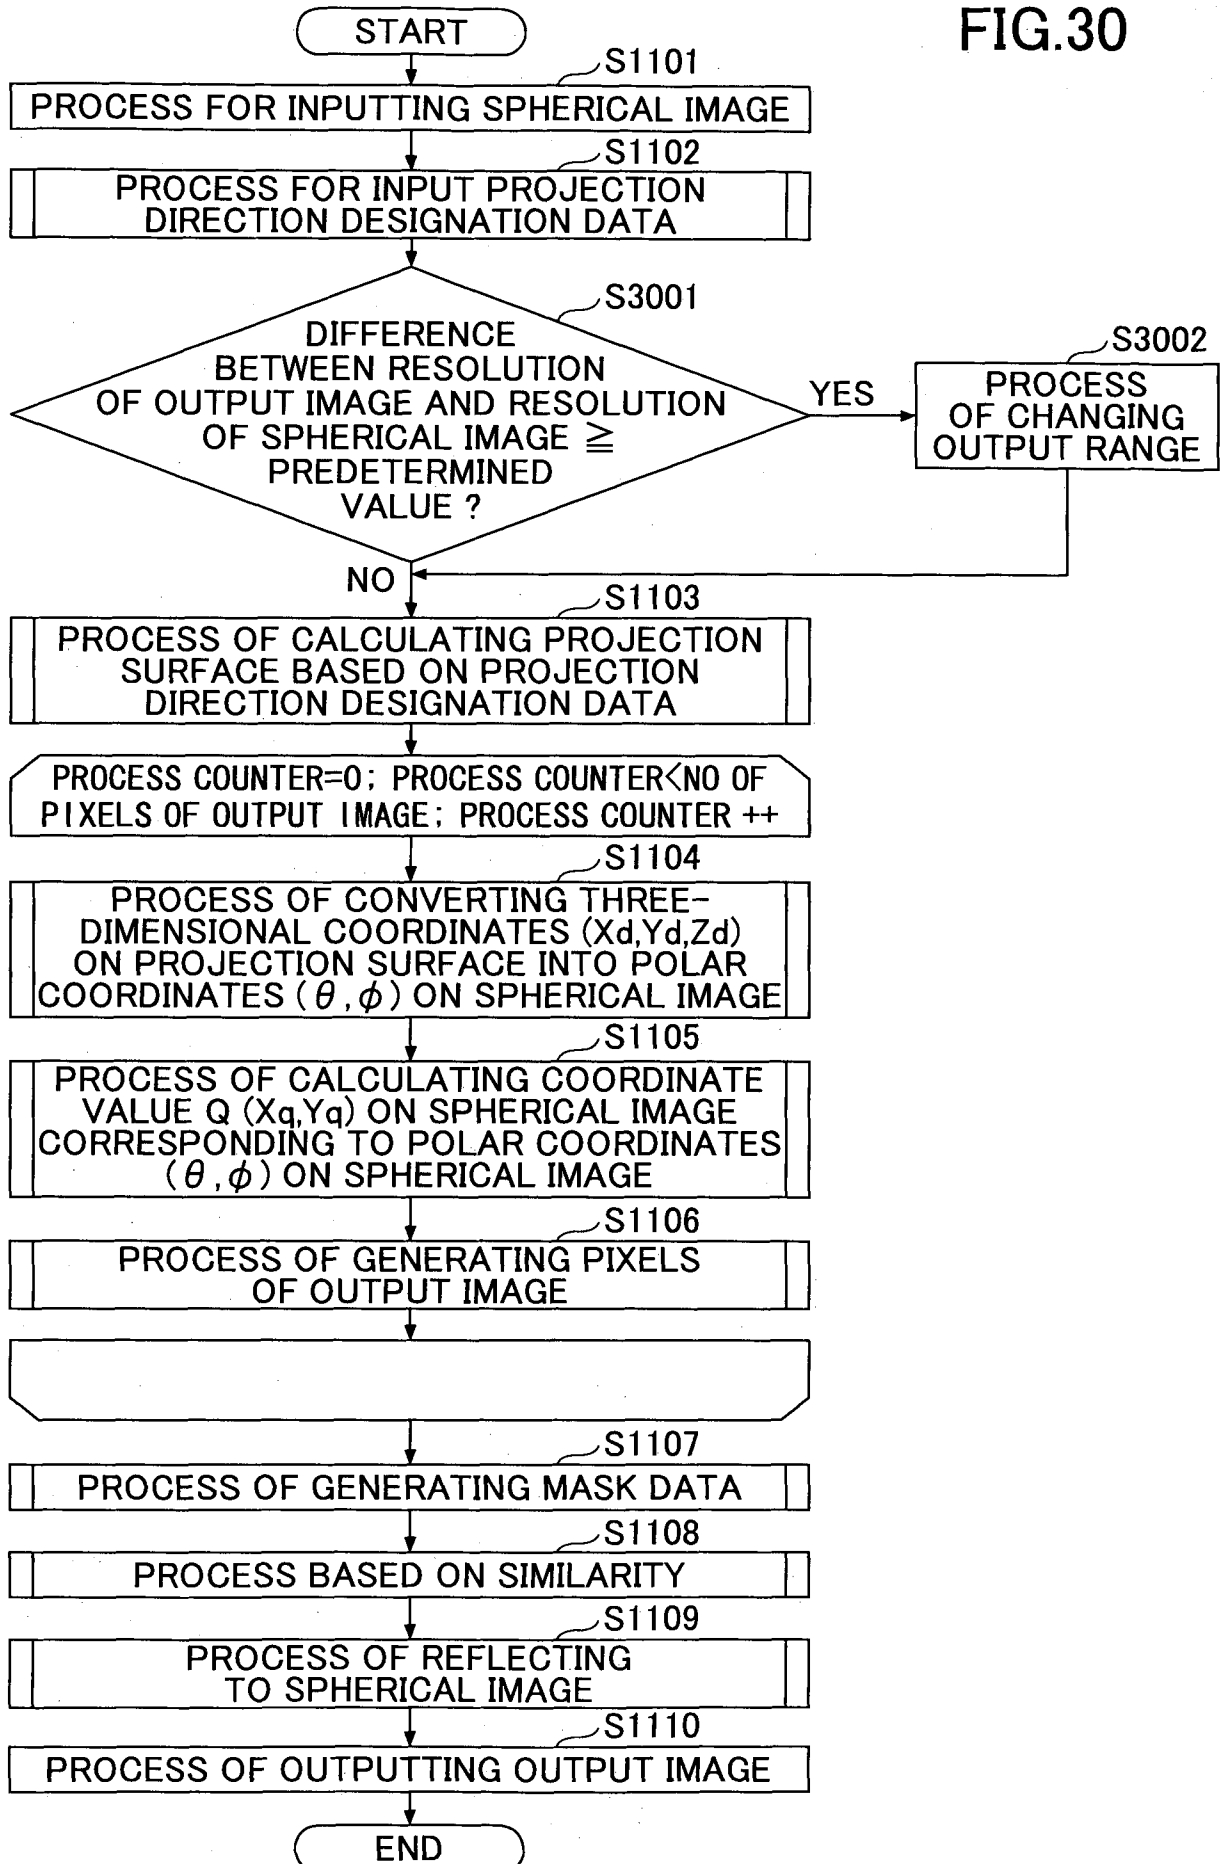 FIG.30
START
S1101
PROCESS FOR INPUTTING SPHERICAL IMAGE
S1102
PROCESS FOR INPUT PROJECTION
DIRECTION DESIGNATION DATA
S3001
DIFFERENCE
BETWEEN RESOLUTION
OF OUTPUT IMAGE AND RESOLUTION
OF SPHERICAL IMAGE ≧
PREDETERMINED
VALUE ?
YES
S3002
PROCESS
OF CHANGING
OUTPUT RANGE
NO
S1103
PROCESS OF CALCULATING PROJECTION
SURFACE BASED ON PROJECTION
DIRECTION DESIGNATION DATA
PROCESS COUNTER=0; PROCESS COUNTER<NO OF
PIXELS OF OUTPUT IMAGE; PROCESS COUNTER ++
S1104
PROCESS OF CONVERTING THREE-
DIMENSIONAL COORDINATES (Xd,Yd,Zd)
ON PROJECTION SURFACE INTO POLAR
COORDINATES (θ,φ) ON SPHERICAL IMAGE
S1105
PROCESS OF CALCULATING COORDINATE
VALUE Q (Xq,Yq) ON SPHERICAL IMAGE
CORRESPONDING TO POLAR COORDINATES
(θ,φ) ON SPHERICAL IMAGE
S1106
PROCESS OF GENERATING PIXELS
OF OUTPUT IMAGE
S1107
PROCESS OF GENERATING MASK DATA
S1108
PROCESS BASED ON SIMILARITY
S1109
PROCESS OF REFLECTING
TO SPHERICAL IMAGE
S1110
PROCESS OF OUTPUTTING OUTPUT IMAGE
END